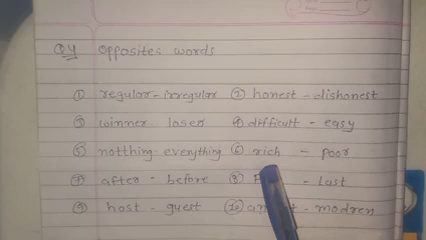 Q4 Opposites words
① regular - irregular ② honest - dishonest
③ winner - loser ④ difficult - easy
⑤ notthing - everything ⑥ rich - poor
⑦ after - before ⑧ - Last
⑨ host - guest ⑩ - modren